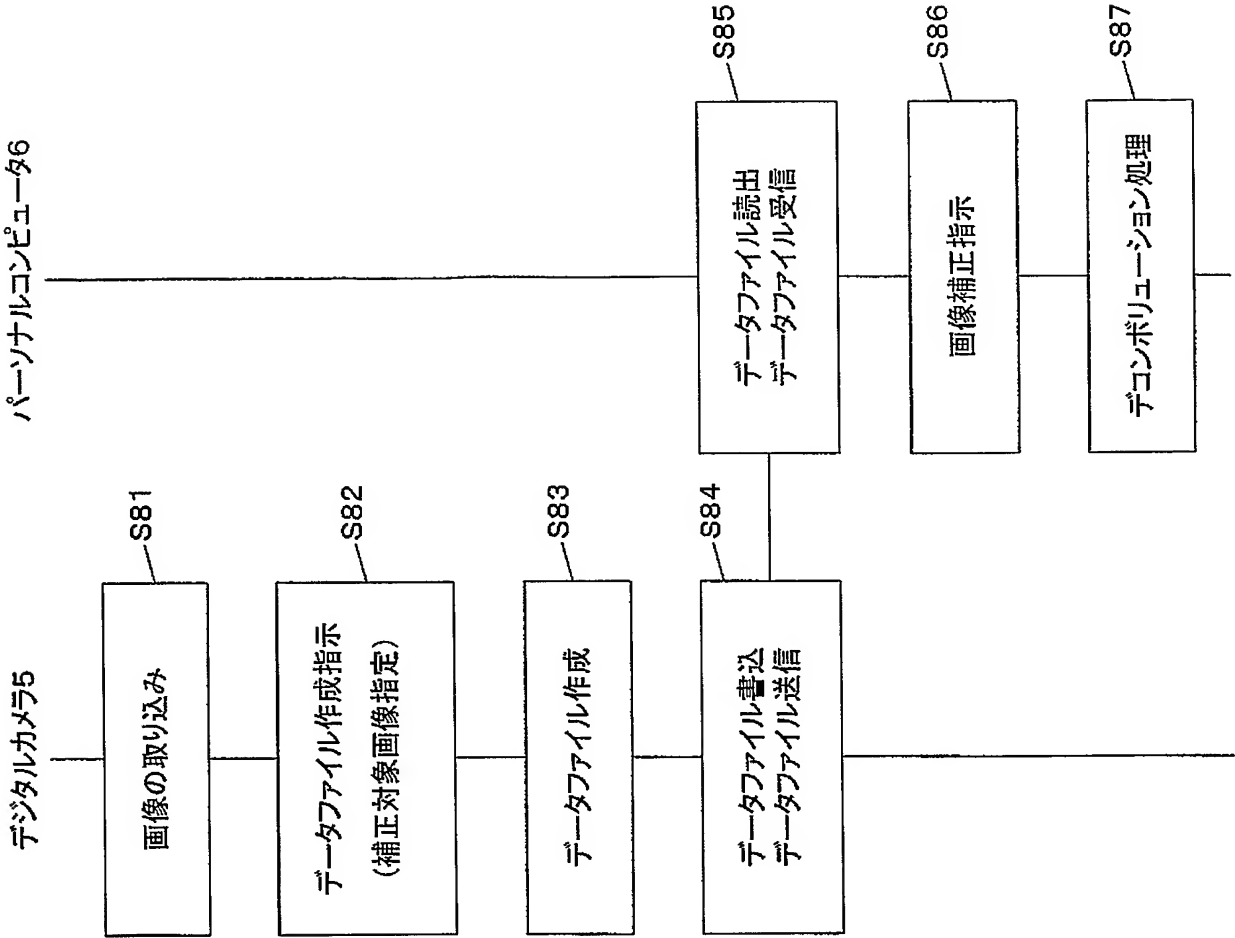 デジタルカメラ5
画像の取り込み
S81
データファイル作成指示
(補正対象画像指定)
S82
データファイル作成
S83
データファイル書込
データファイル送信
S84
パーソナルコンピュータ6
データファイル読出
データファイル受信
S85
画像補正指示
S86
デコンボリューション処理
S87